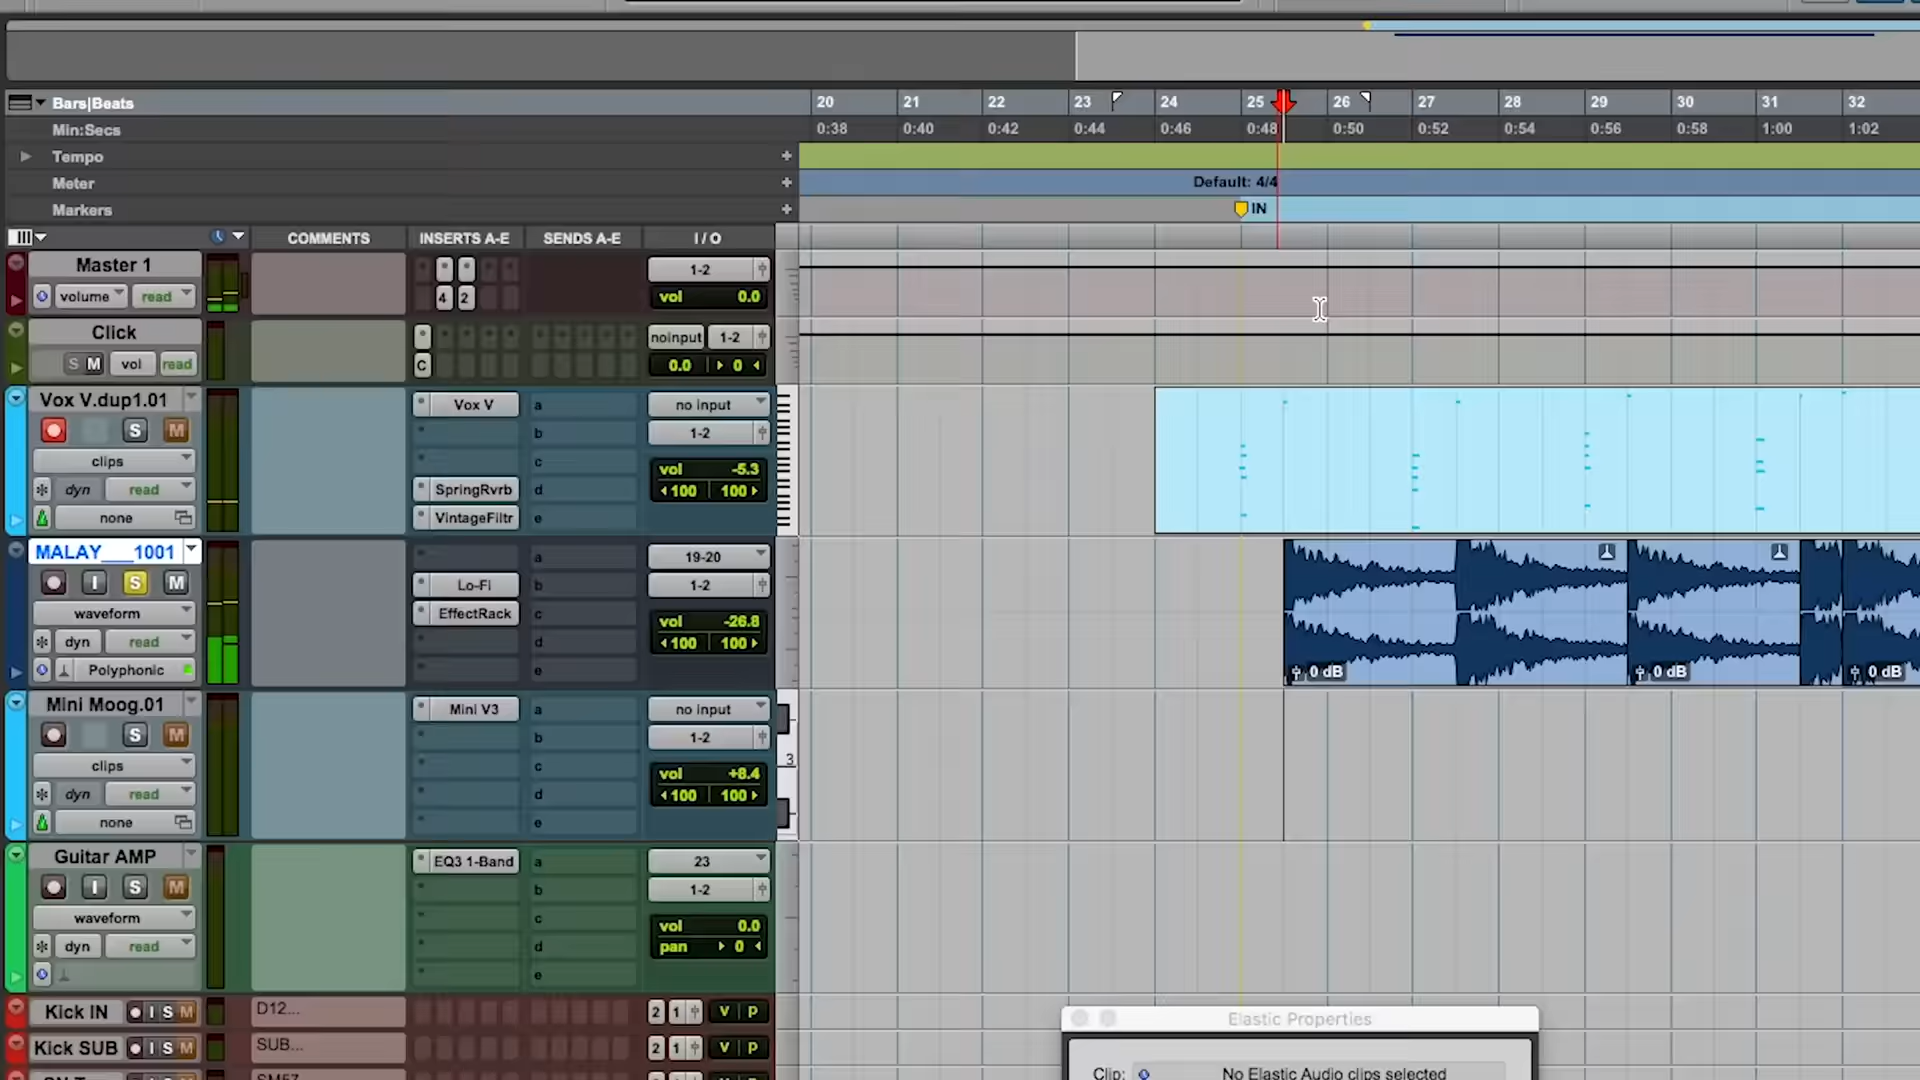 Bars|Beats 20 21 22 23 24 25 26 27 28 29 30 31 32
Min:Secs 0:38 0:40 0:42 0:44 0:46 0:48 0:50 0:52 0:54 0:56 0:58 1:00 1:02
Tempo +
Meter + Default: 4/4
Markers + IN
COMMENTS INSERTS A-E SENDS A-E I / O
Master 1 1-2
volume read 4 2 vol 0.0
Click noinput 1-2
S M vol read C 0.0 0
Vox V.dup1.01 Vox V a no input
S M b 1-2
clips c vol -5.3
dyn read SpringRvrb d 100 100
none VintageFiltr e
MALAY___1001 a 19-20
I S M Lo-Fi b 1-2
waveform EffectRack c vol -26.8
dyn read d 100 100
Polyphonic e 0 dB 0 dB 0 dB
Mini Moog.01 Mini V3 a no input
S M b 1-2
clips c vol +8.4 3
dyn read d 100 100
none e
Guitar AMP EQ3 1-Band a 23
I S M b 1-2
waveform c vol 0.0
dyn read d pan 0
e
Kick IN I S M D12... 2 1 V P
Elastic Properties
Kick SUB I S M SUB... 2 1 V P
Clip: No Elastic Audio clips selected